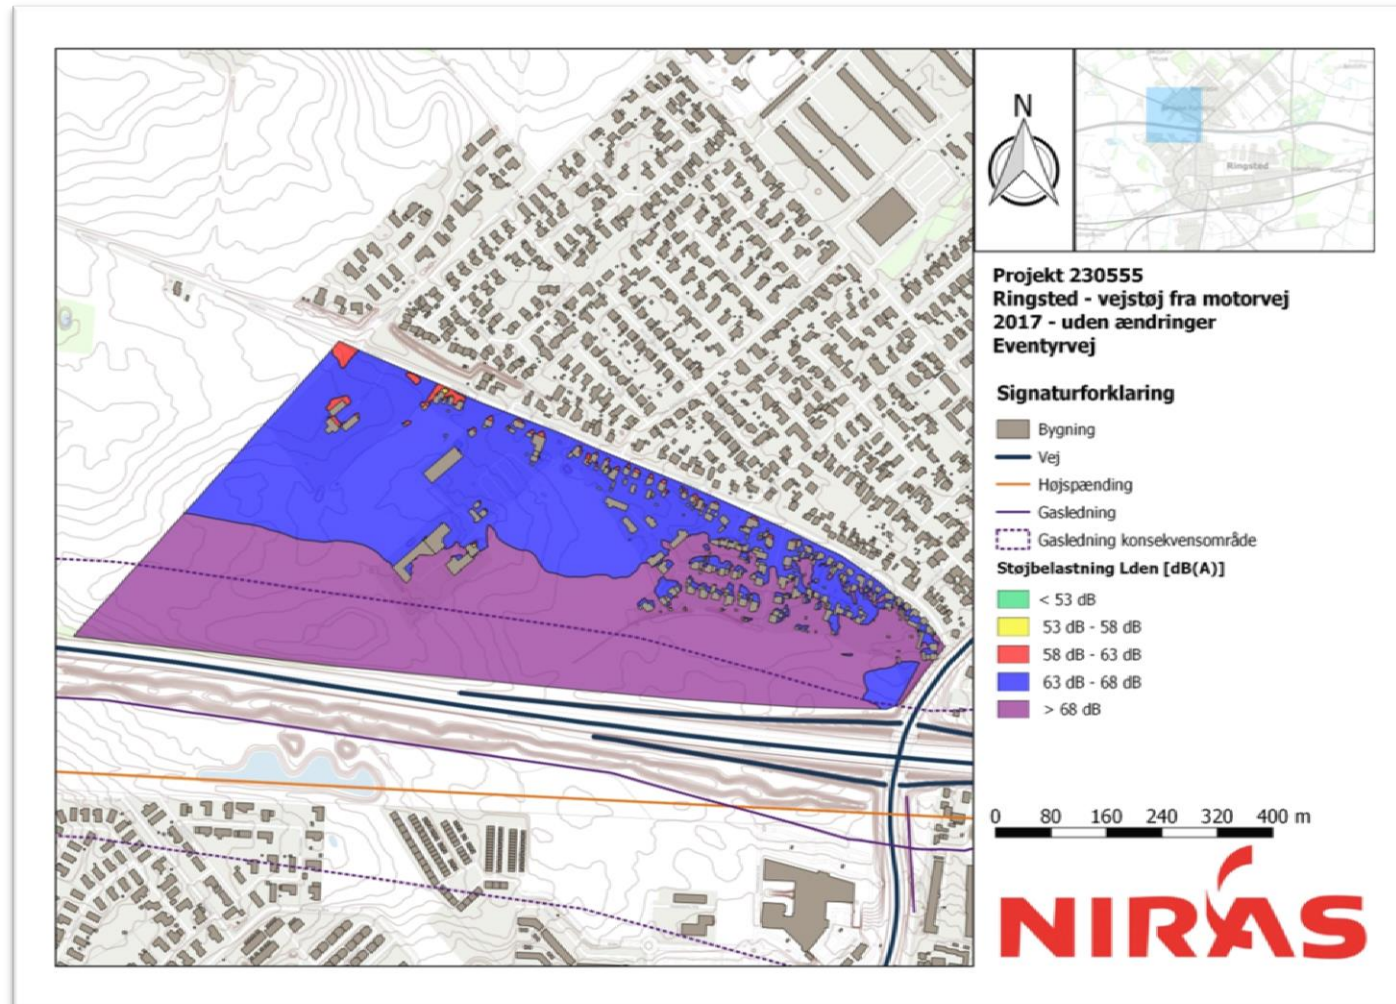 N
Ringsted
Projekt 230555
Ringsted - vejstøj fra motorvej
2017 - uden ændringer
Eventyrvej
Signaturforklaring
Bygning
Vej
Højspænding
Gasledning
Gasledning konsekvensområde
Støjbelastning Lden [dB(A)]
< 53 dB
53 dB - 58 dB
58 dB - 63 dB
63 dB - 68 dB
> 68 dB
0 80 160 240 320 400 m
NIRAS